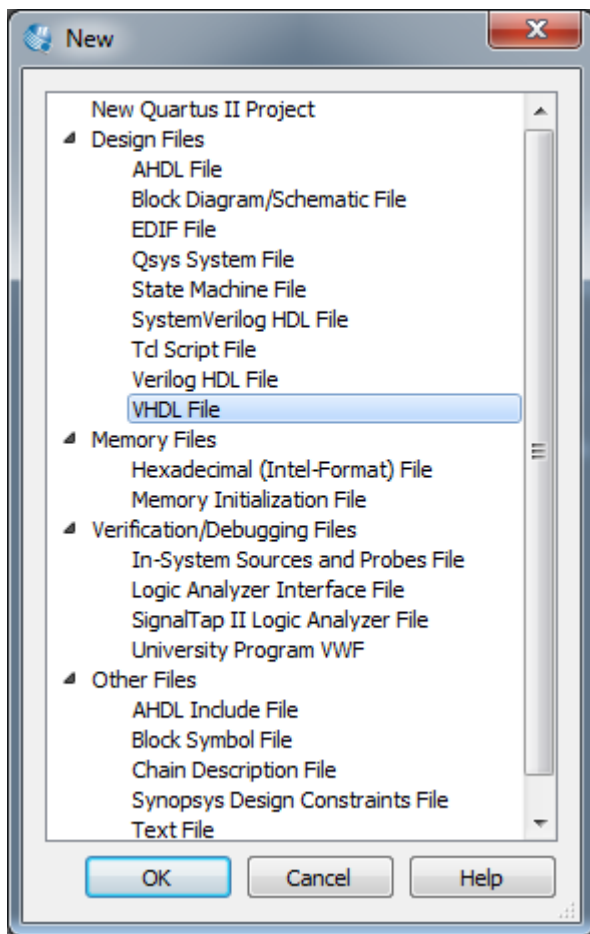 New
New Quartus II Project
Design Files
AHDL File
Block Diagram/Schematic File
EDIF File
Qsys System File
State Machine File
SystemVerilog HDL File
Tcl Script File
Verilog HDL File
VHDL File
Memory Files
Hexadecimal (Intel-Format) File
Memory Initialization File
Verification/Debugging Files
In-System Sources and Probes File
Logic Analyzer Interface File
SignalTap II Logic Analyzer File
University Program VWF
Other Files
AHDL Include File
Block Symbol File
Chain Description File
Synopsys Design Constraints File
Text File
OK Cancel Help